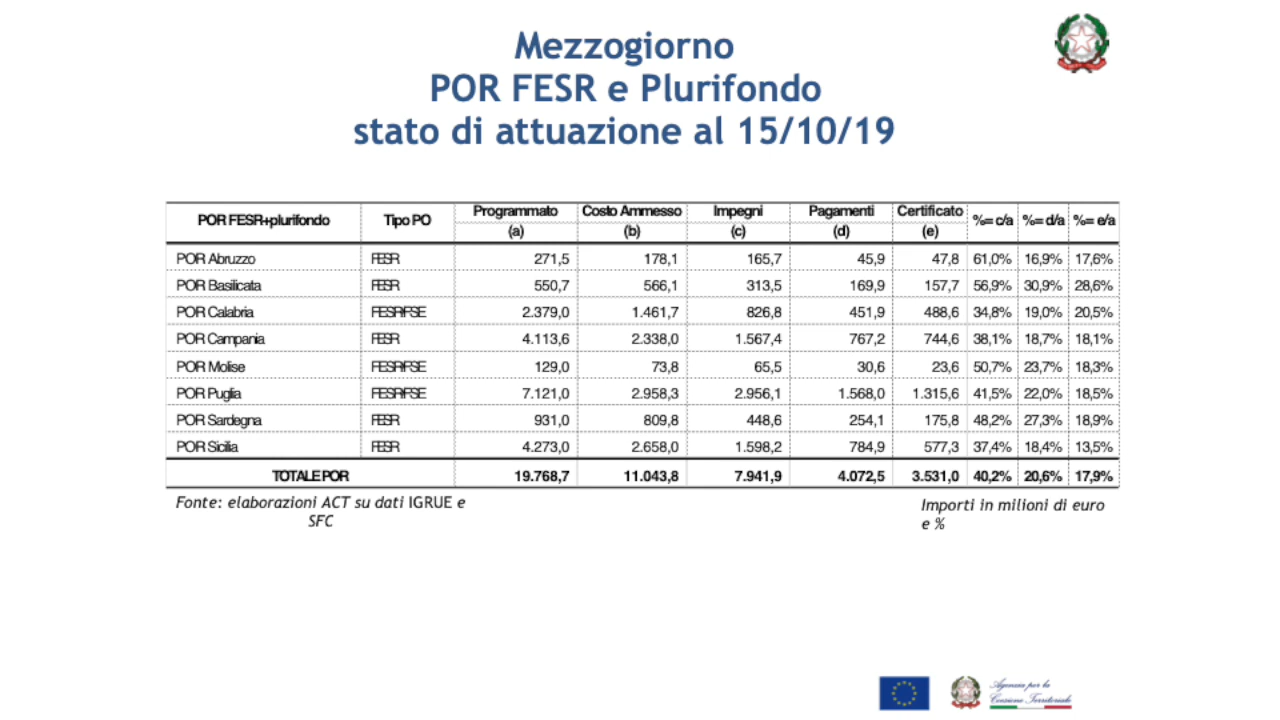 Mezzogiorno
POR FESR e Plurifondo
stato di attuazione al 15/10/19
POR FESR+plurifondo Tipo PO Programmato Costo Ammesso Impegni Pagamenti Certificato %= c/a %= d/a %= e/a
(a) (b) (c) (d) (e)
POR Abruzzo FESR 271,5 178,1 165,7 45,9 47,8 61,0% 16,9% 17,6%
POR Basilicata FESR 550,7 566,1 313,5 169,9 157,7 56,9% 30,9% 28,6%
POR Calabria FESR+FSE 2.379,0 1.461,7 826,8 451,9 488,6 34,8% 19,0% 20,5%
POR Campania FESR 4.113,6 2.338,0 1.567,4 767,2 744,6 38,1% 18,7% 18,1%
POR Molise FESR+FSE 129,0 73,8 65,5 30,6 23,6 50,7% 23,7% 18,3%
POR Puglia FESR+FSE 7.121,0 2.958,3 2.956,1 1.568,0 1.315,6 41,5% 22,0% 18,5%
POR Sardegna FESR 931,0 809,8 448,6 254,1 175,8 48,2% 27,3% 18,9%
POR Sicilia FESR 4.273,0 2.658,0 1.598,2 784,9 577,3 37,4% 18,4% 13,5%
TOTALE POR 19.768,7 11.043,8 7.941,9 4.072,5 3.531,0 40,2% 20,6% 17,9%
Fonte: elaborazioni ACT su dati IGRUE e
SFC
Importi in milioni di euro
e %
Agenzia per la
Coesione Territoriale